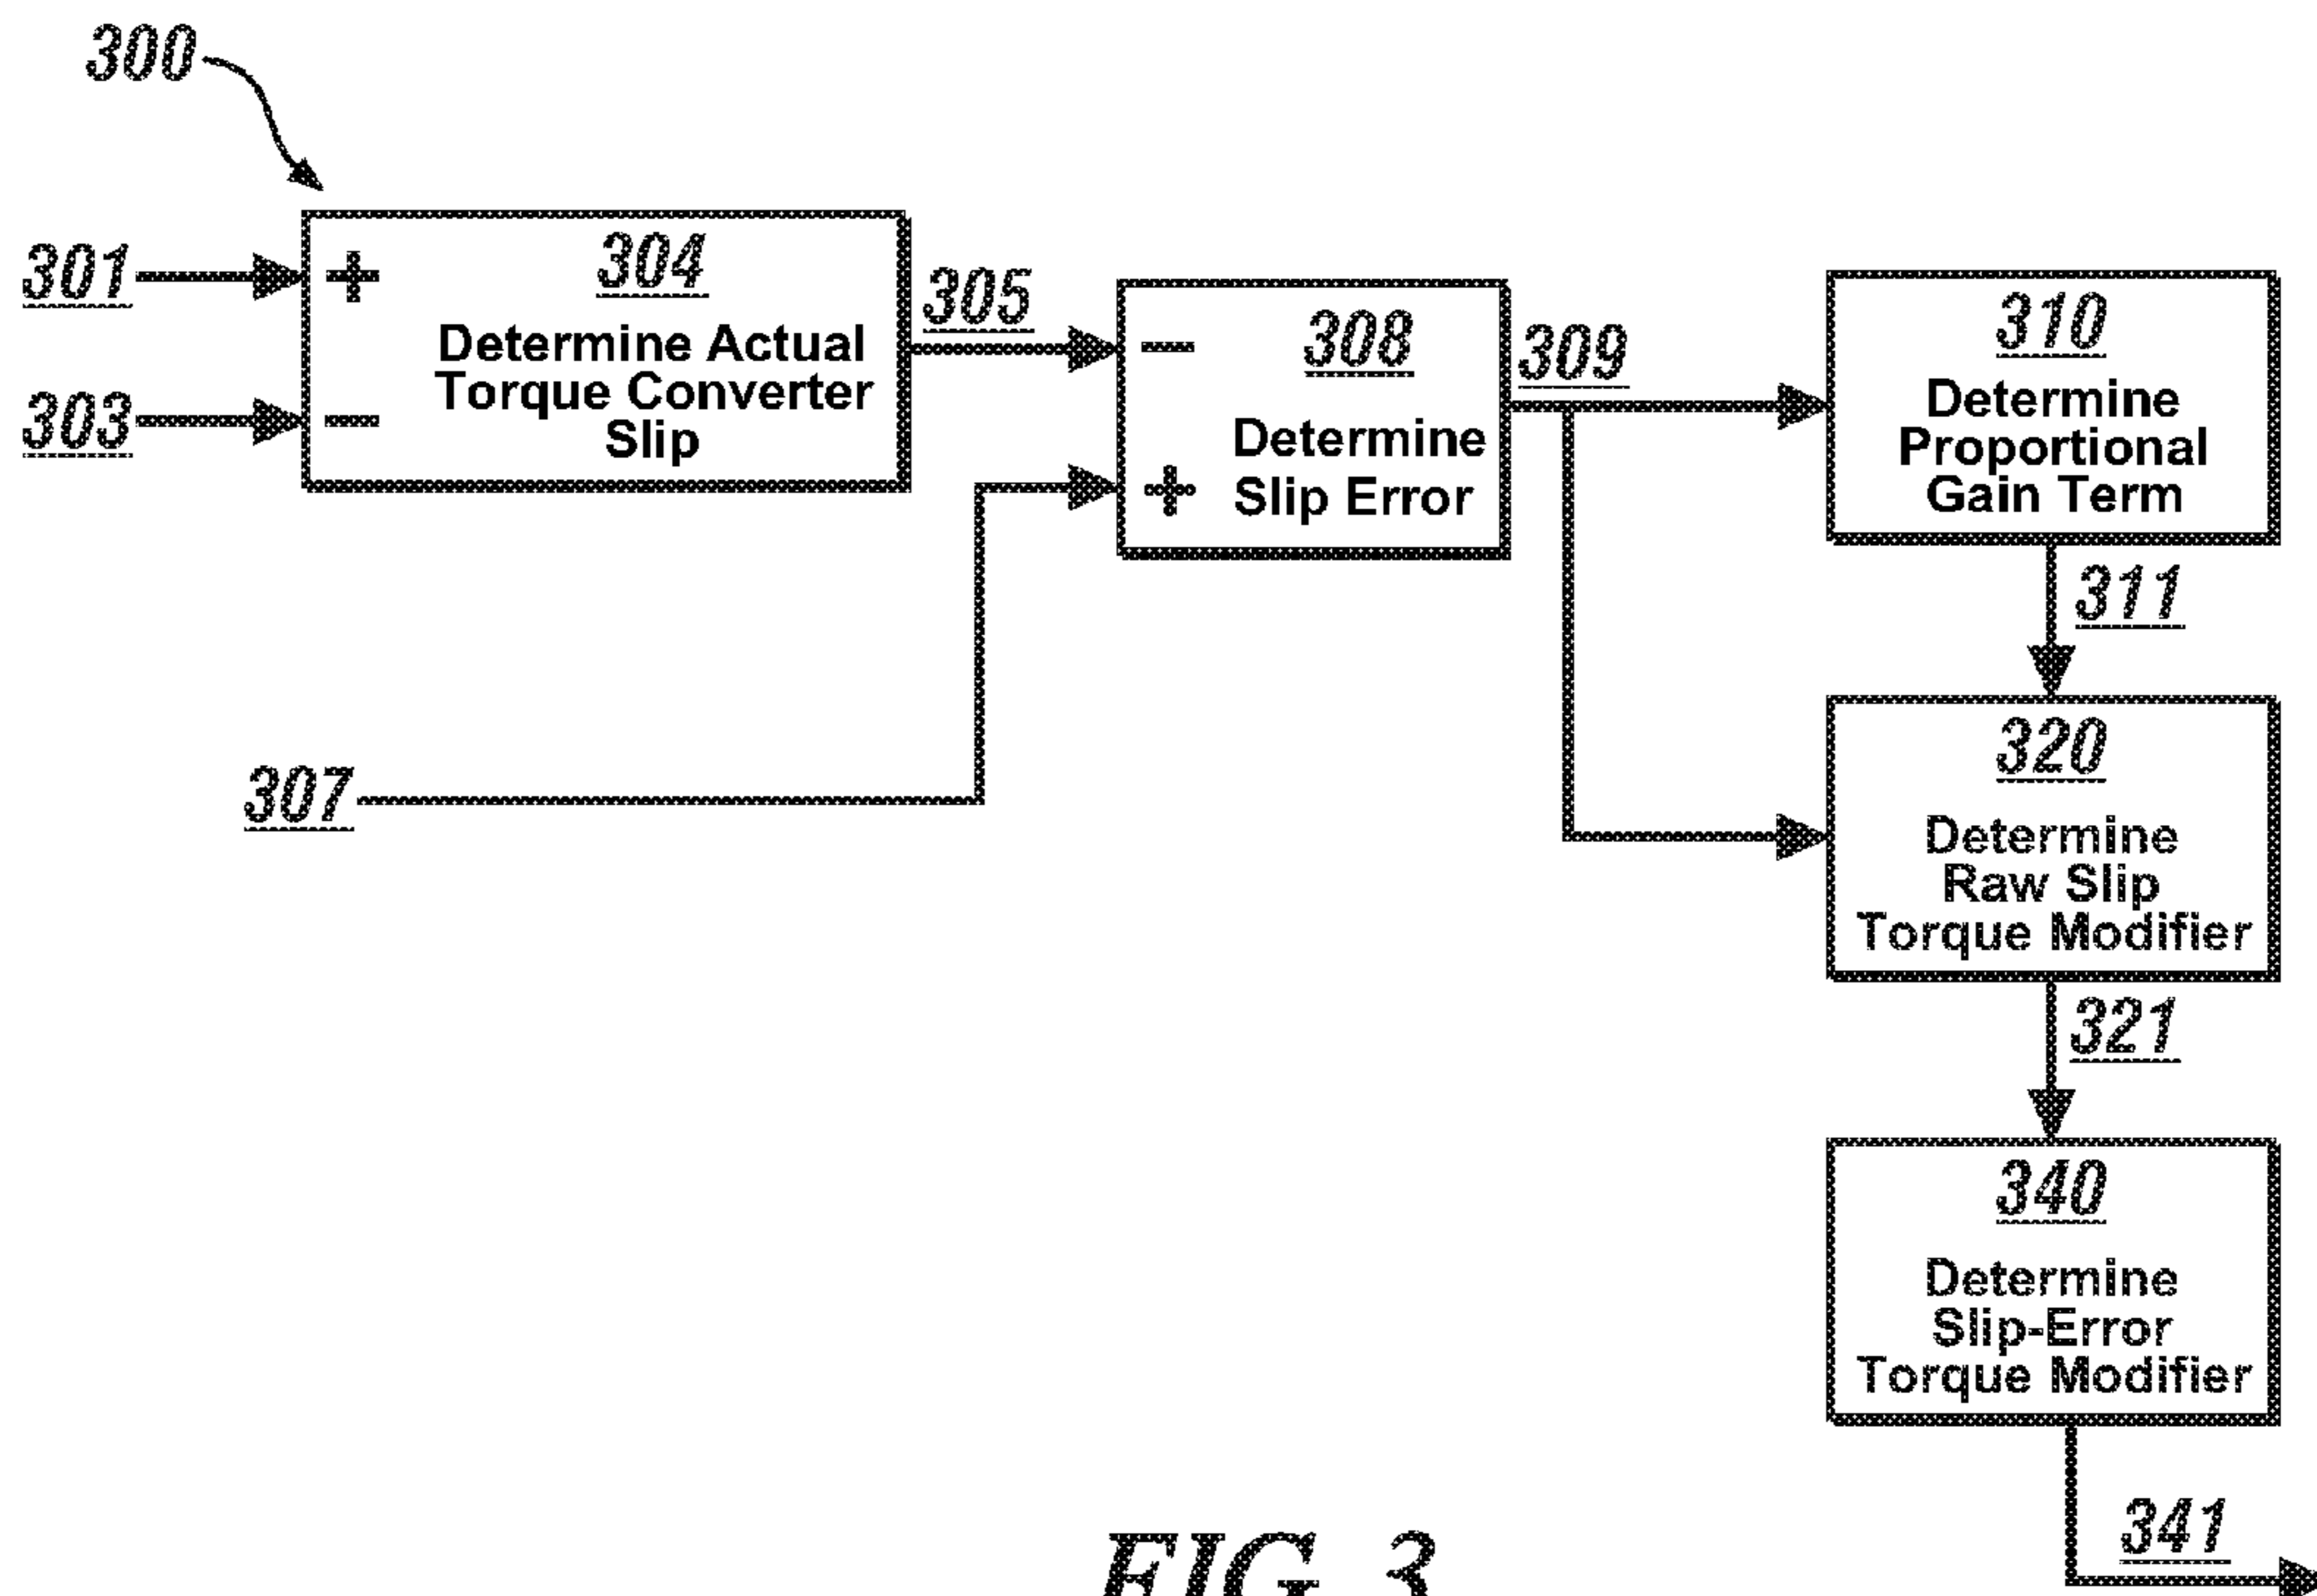 300
301
303
+
−
304
Determine Actual
Torque Converter
Slip
305
307
−
+
308
Determine
Slip Error
309
310
Determine
Proportional
Gain Term
311
320
Determine
Raw Slip
Torque Modifier
321
340
Determine
Slip-Error
Torque Modifier
341
FIG. 3